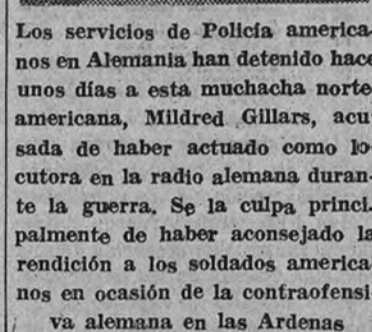 Los servicios de Policía america-
nos en Alemania han detenido hace
unos días a esta muchacha norte
americana, Mildred Gillars, acu
sada de haber actuado como lo-
cutora en la radio alemana duran-
te la guerra. Se la culpa princi-
palmente de haber aconsejado la
rendición a los soldados america
nos en ocasión de la contraofensi-
va alemana en las Ardenas